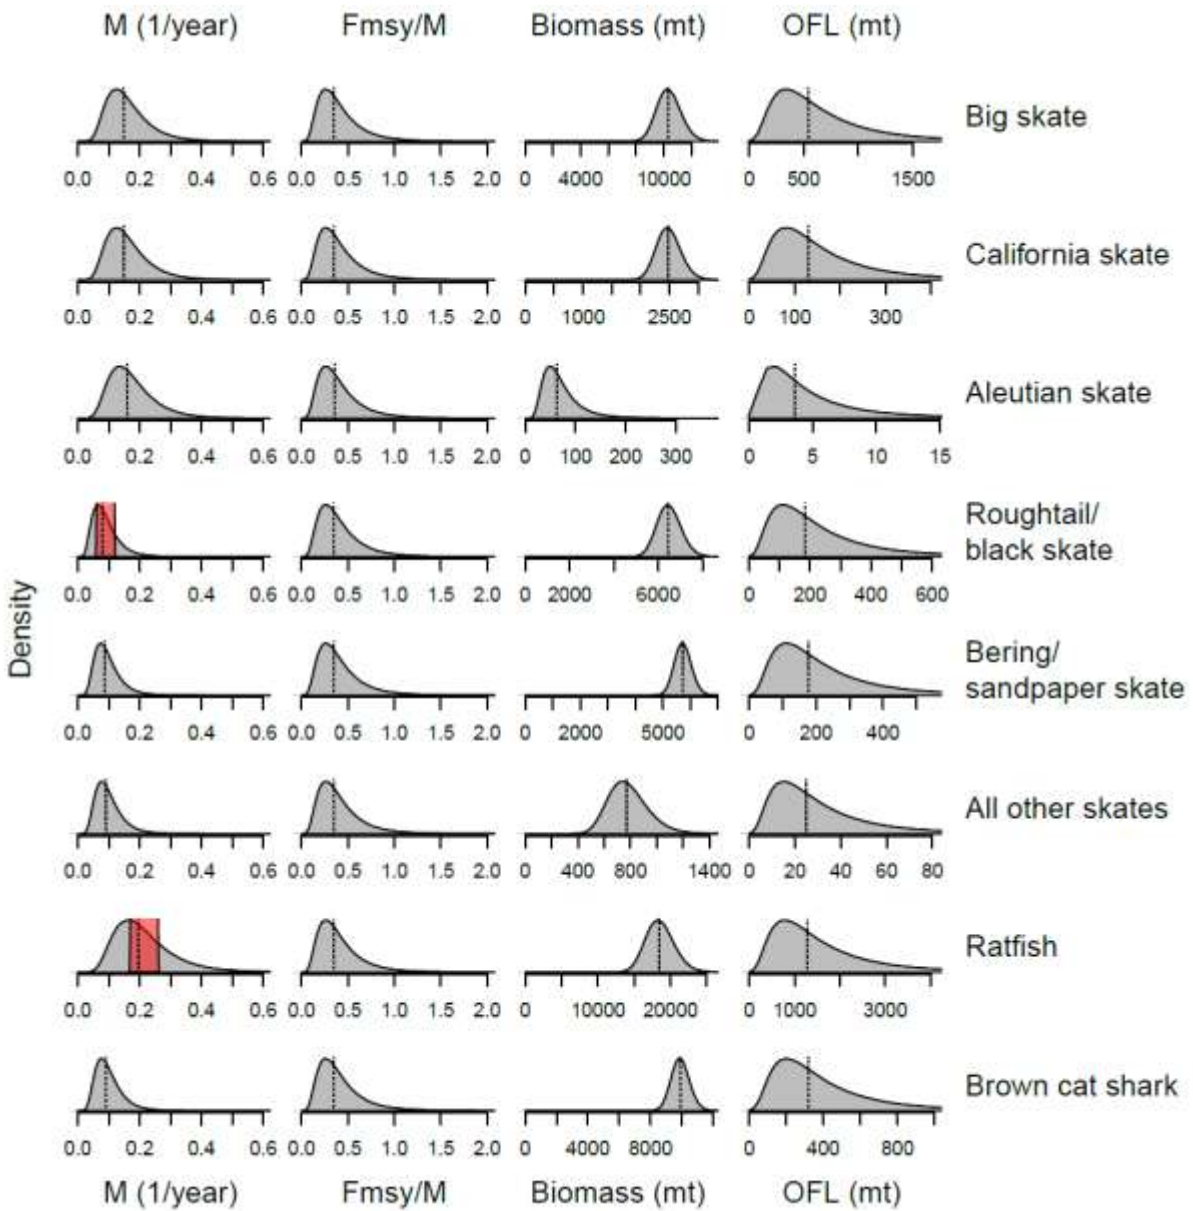 M (1/year) Fmsy/M Biomass (mt) OFL (mt)
Big skate
0.0 0.2 0.4 0.6 0.0 0.5 1.0 1.5 2.0 0 4000 10000 0 500 1500
California skate
0.0 0.2 0.4 0.6 0.0 0.5 1.0 1.5 2.0 0 1000 2500 0 100 300
Aleutian skate
0.0 0.2 0.4 0.6 0.0 0.5 1.0 1.5 2.0 0 100 200 300 0 5 10 15
Roughtail/
black skate
0.0 0.2 0.4 0.6 0.0 0.5 1.0 1.5 2.0 0 2000 6000 0 200 400 600
Density
Bering/
sandpaper skate
0.0 0.2 0.4 0.6 0.0 0.5 1.0 1.5 2.0 0 2000 5000 0 200 400
All other skates
0.0 0.2 0.4 0.6 0.0 0.5 1.0 1.5 2.0 0 400 800 1400 0 20 40 60 80
Ratfish
0.0 0.2 0.4 0.6 0.0 0.5 1.0 1.5 2.0 0 10000 20000 0 1000 3000
Brown cat shark
0.0 0.2 0.4 0.6 0.0 0.5 1.0 1.5 2.0 0 4000 8000 0 400 800
M (1/year) Fmsy/M Biomass (mt) OFL (mt)